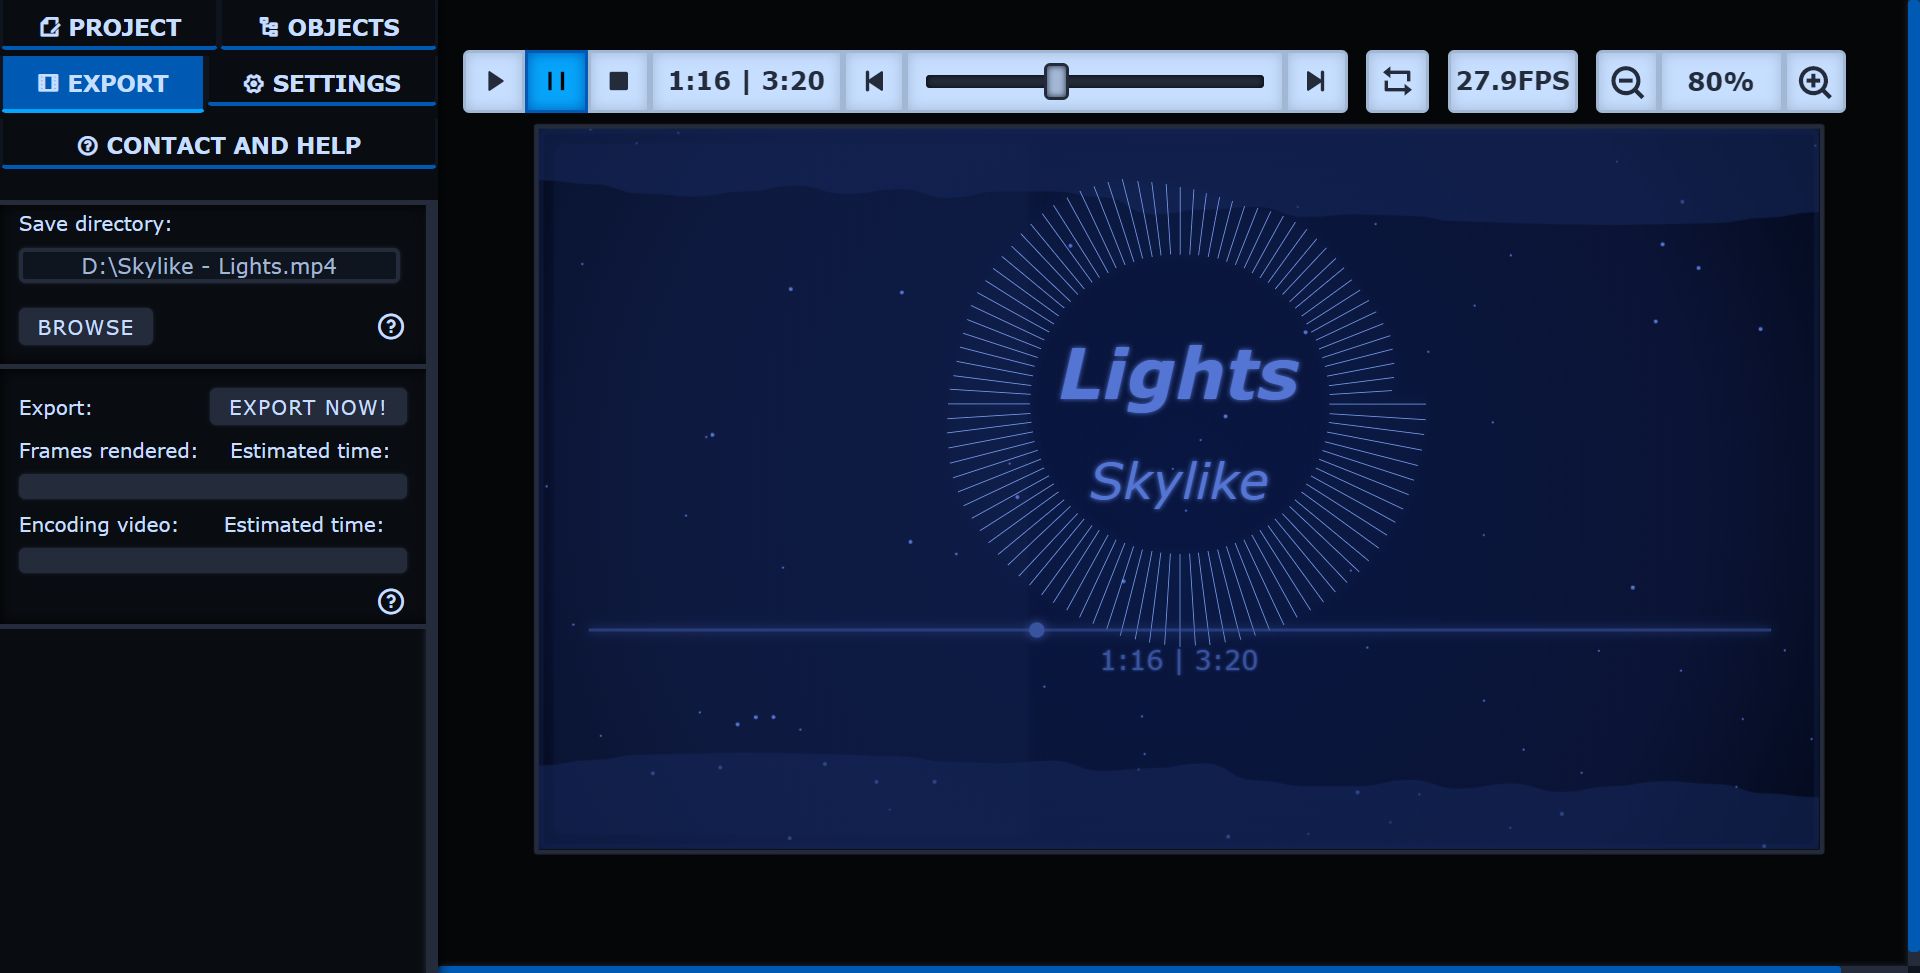 PROJECT
OBJECTS
EXPORT
SETTINGS
CONTACT AND HELP
Save directory:
D:\Skylike - Lights.mp4
BROWSE
Export:
EXPORT NOW!
Frames rendered:
Estimated time:
Encoding video:
Estimated time:
1:16 | 3:20
27.9FPS
80%
Lights
Skylike
1:16 | 3:20